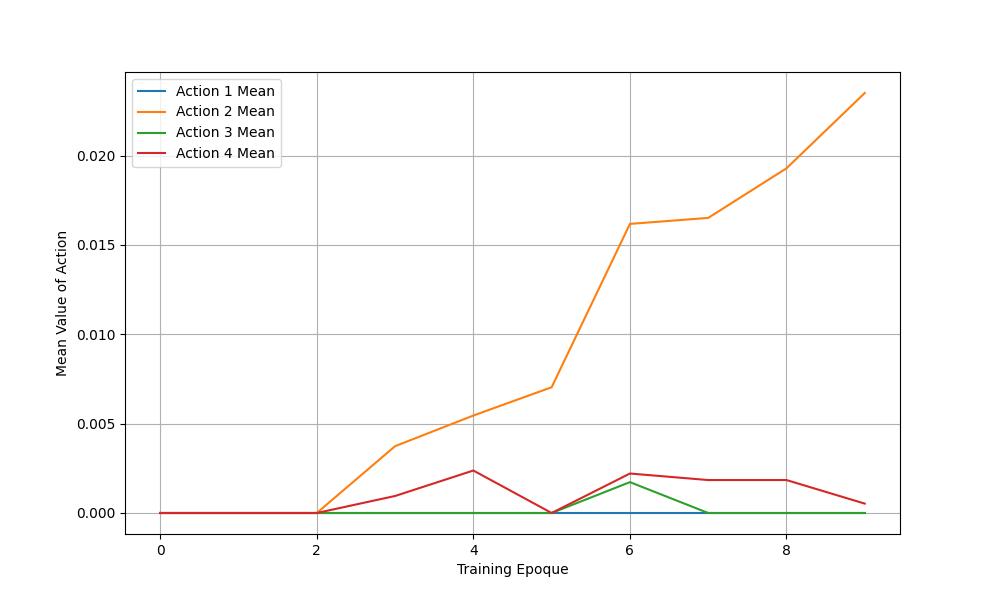 Action 1 Mean
Action 2 Mean
Action 3 Mean
Action 4 Mean
0.020
0.015
0.010
0.005
0.000
Mean Value of Action
0 2 4 6 8
Training Epoque